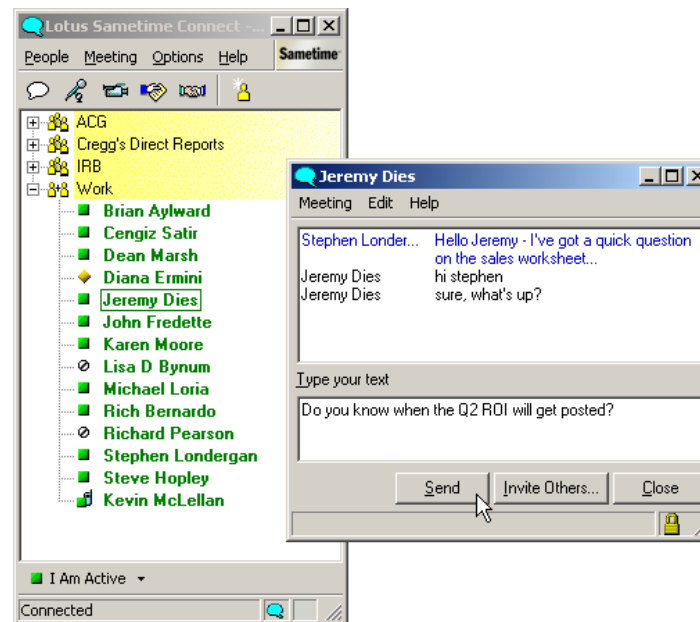 Lotus Sametime Connect -...
People Meeting Options Help
Sametime
ACG
Cregg's Direct Reports
IRB
Work
Brian Aylward
Cengiz Satir
Dean Marsh
Diana Ermini
Jeremy Dies
John Fredette
Karen Moore
Lisa D Bynum
Michael Loria
Rich Bernardo
Richard Pearson
Stephen Londergan
Steve Hopley
Kevin McLellan
I Am Active
Connected
Jeremy Dies
Meeting Edit Help
Stephen Londer... Hello Jeremy - I've got a quick question
on the sales worksheet...
Jeremy Dies hi stephen
Jeremy Dies sure, what's up?
Type your text
Do you know when the Q2 ROI will get posted?
Send Invite Others... Close